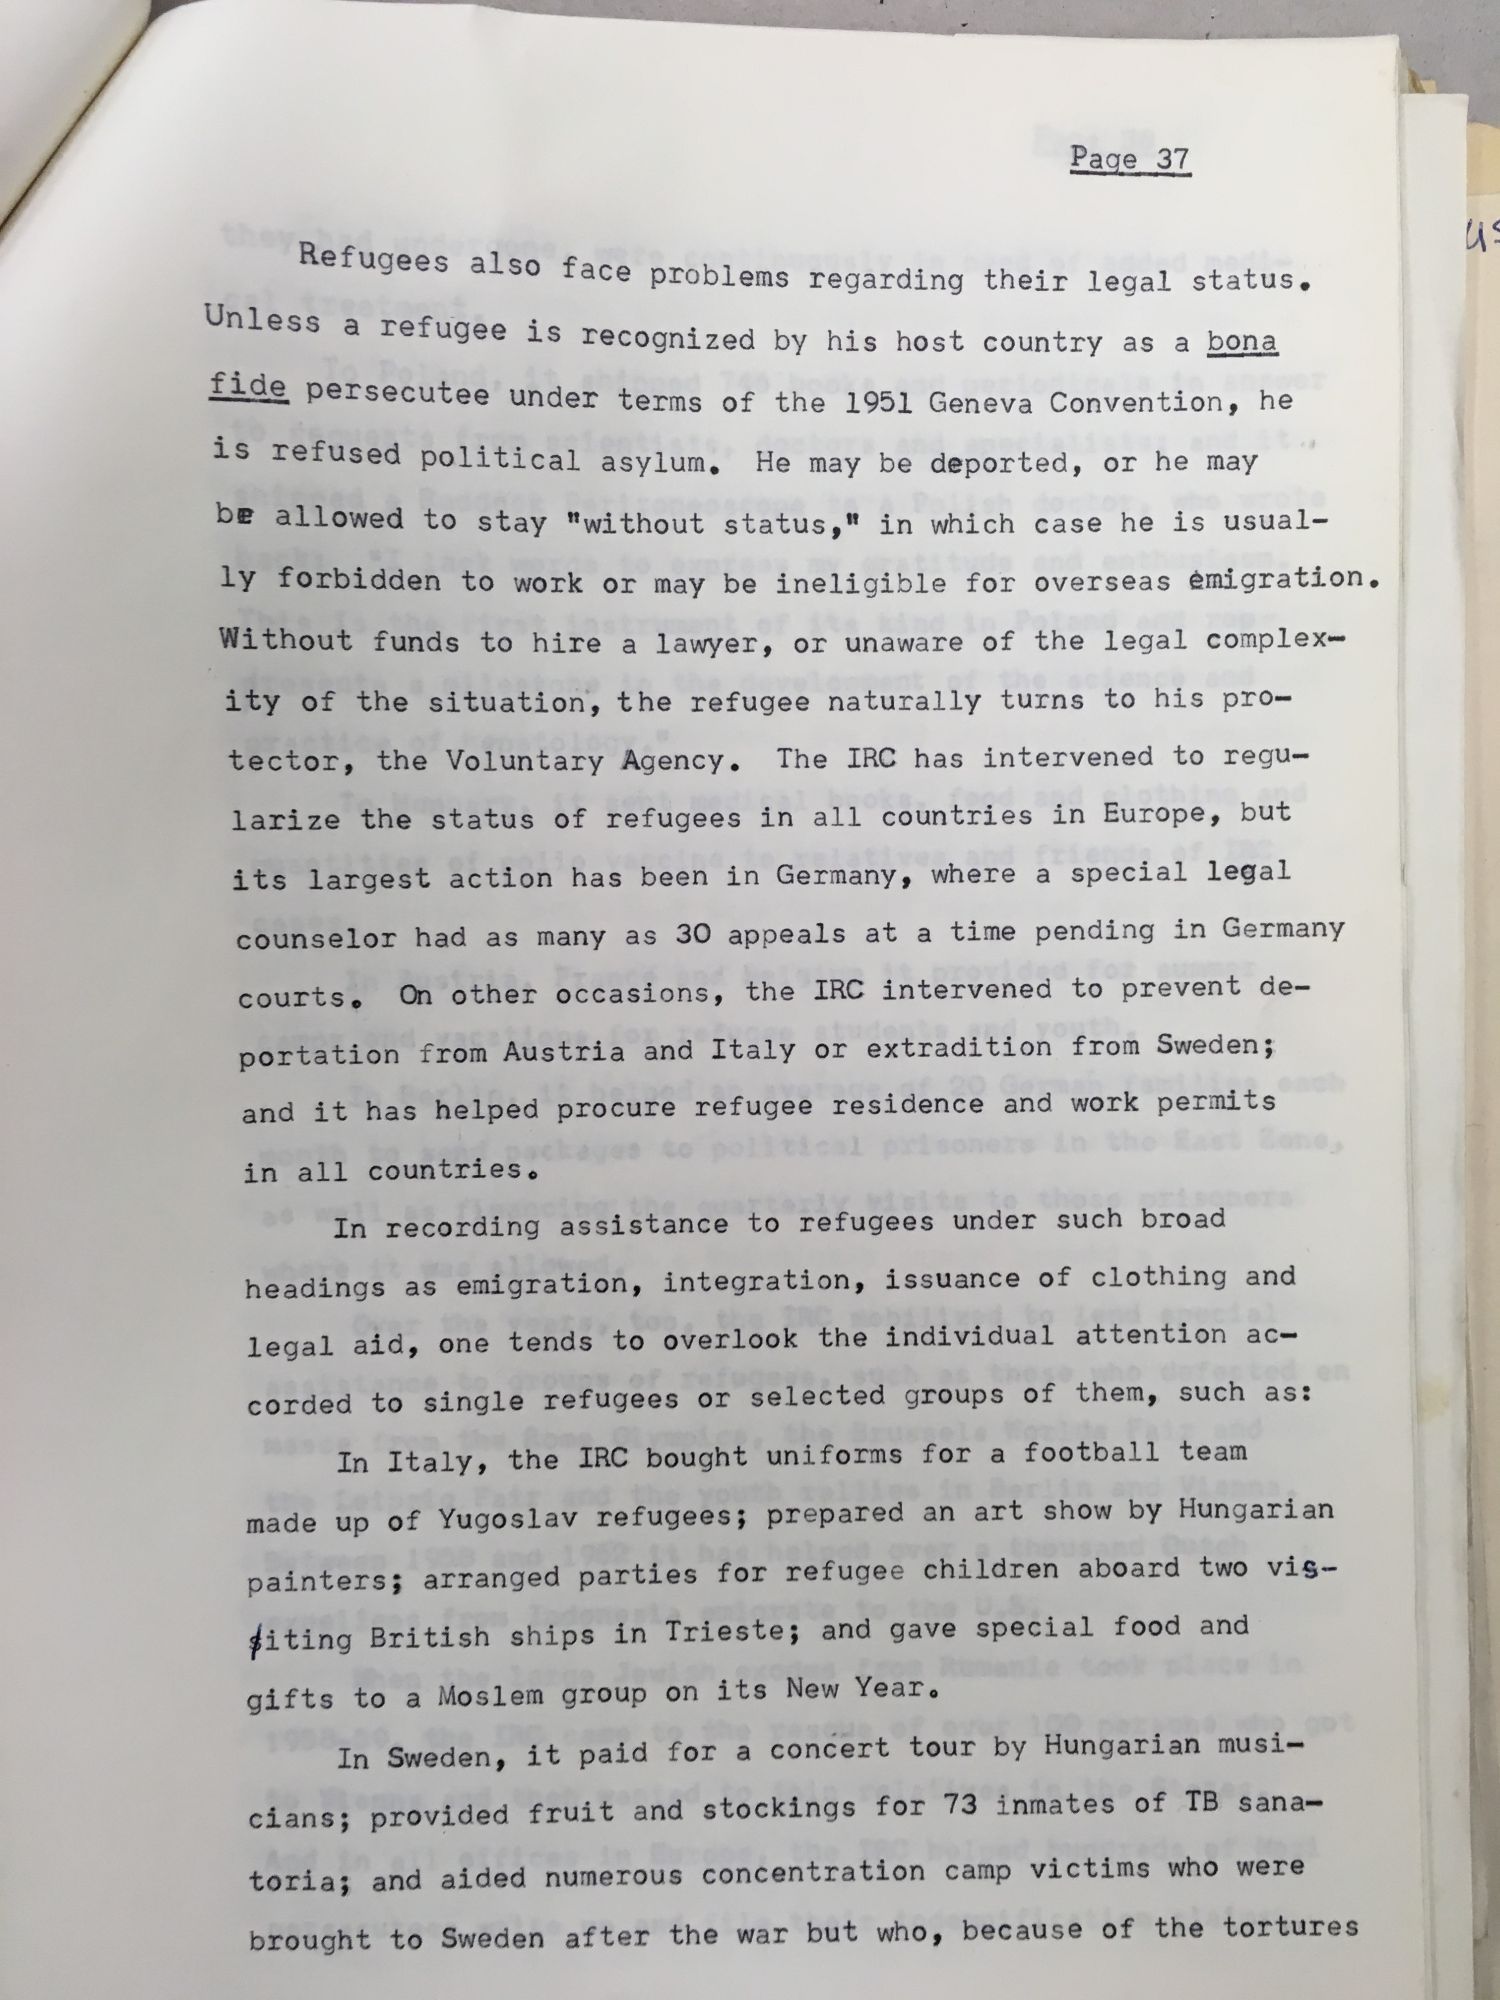 Page 37
Refugees also face problems regarding their legal status.
Unless a refugee is recognized by his host country as a bona
fide persecutee under terms of the 1951 Geneva Convention, he
is refused political asylum. He may be deported, or he may
be allowed to stay "without status," in which case he is usual-
ly forbidden to work or may be ineligible for overseas emigration.
Without funds to hire a lawyer, or unaware of the legal complex-
ity of the situation, the refugee naturally turns to his pro-
tector, the Voluntary Agency. The IRC has intervened to regu-
larize the status of refugees in all countries in Europe, but
its largest action has been in Germany, where a special legal
counselor had as many as 30 appeals at a time pending in Germany
courts. On other occasions, the IRC intervened to prevent de-
portation from Austria and Italy or extradition from Sweden;
and it has helped procure refugee residence and work permits
in all countries.
In recording assistance to refugees under such broad
headings as emigration, integration, issuance of clothing and
legal aid, one tends to overlook the individual attention ac-
corded to single refugees or selected groups of them, such as:
In Italy, the IRC bought uniforms for a football team
made up of Yugoslav refugees; prepared an art show by Hungarian
painters; arranged parties for refugee children aboard two vis-
iting British ships in Trieste; and gave special food and
gifts to a Moslem group on its New Year.
In Sweden, it paid for a concert tour by Hungarian musi-
cians; provided fruit and stockings for 73 inmates of TB sana-
toria; and aided numerous concentration camp victims who were
brought to Sweden after the war but who, because of the tortures